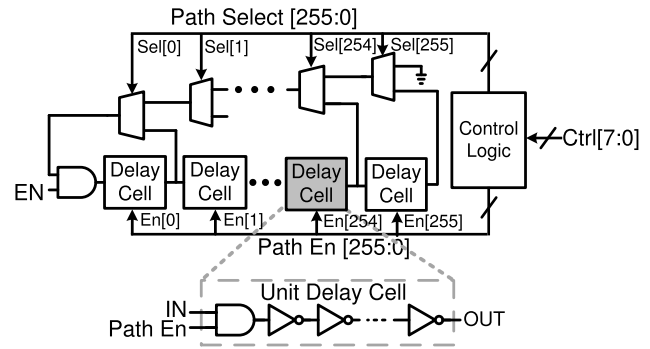 Path Select [255:0]
Sel[0]
Sel[1]
Sel[254]
Sel[255]
Control
Logic
Ctrl[7:0]
EN
Delay
Cell
Delay
Cell
Delay
Cell
Delay
Cell
En[0]
En[1]
En[254]
En[255]
Path En [255:0]
Unit Delay Cell
IN
Path En
OUT